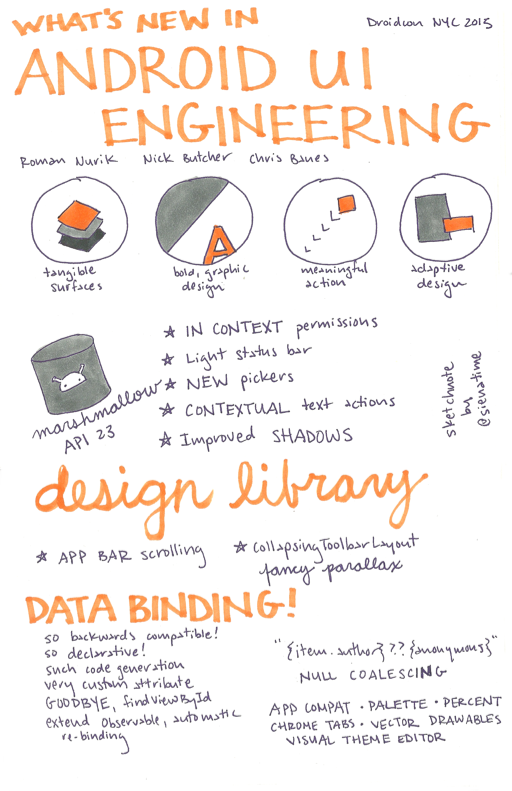 WHAT'S NEW IN
Droidcon NYC 2015
ANDROID UI
ENGINEERING
Roman Nurik Nick Butcher Chris Banes
tangible
surfaces
bold, graphic
design
meaningful
action
adaptive
design
A
marshmallow
API 23
★ IN CONTEXT permissions
★ Light status bar
★ NEW pickers
★ CONTEXTUAL text actions
★ Improved SHADOWS
sketchnote
by
@sienatime
design library
★ APP BAR scrolling
★ CollapsingToolbarLayout
fancy parallax
DATA BINDING!
so backwards compatible!
so declarative!
such code generation
very custom attribute
GOODBYE, findViewById
extend Observable, automatic
re-binding
"{item.author} ?? {anonymous}"
NULL COALESCING
APP COMPAT · PALETTE · PERCENT
CHROME TABS · VECTOR DRAWABLES
VISUAL THEME EDITOR